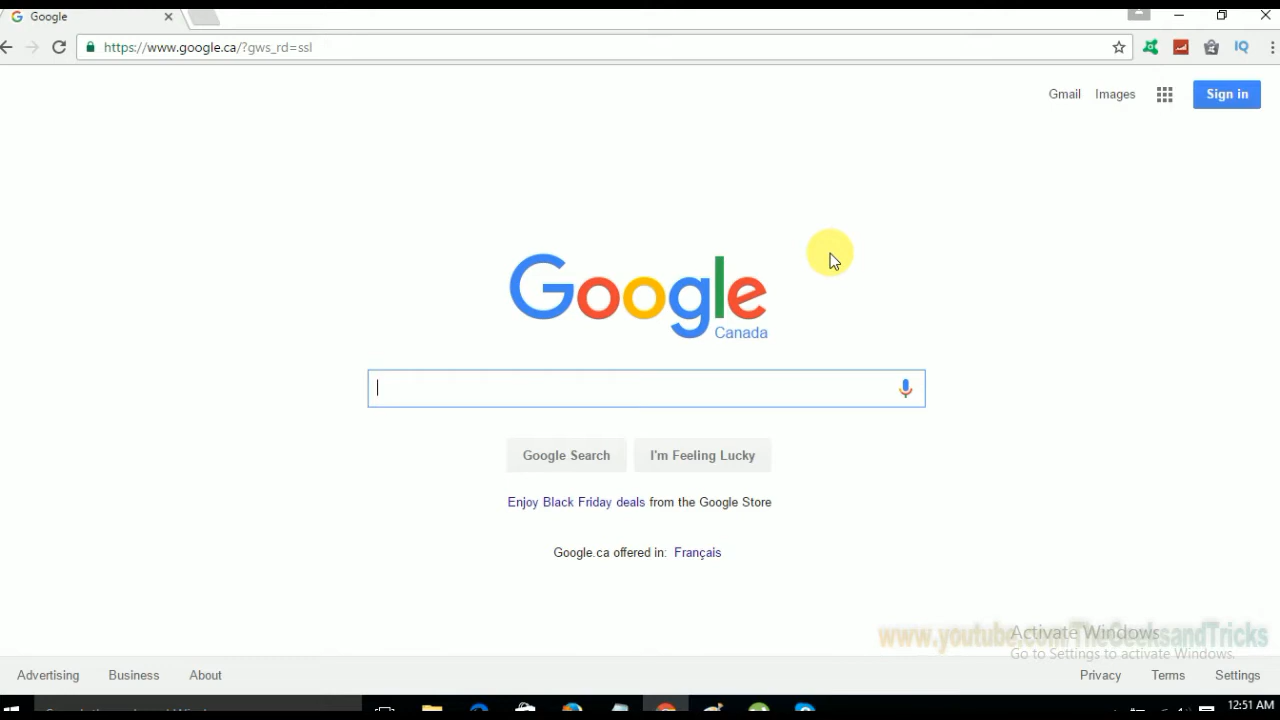 Google
https://www.google.ca/?gws_rd=ssl
IQ
Gmail Images Sign in
Google
Canada
Google Search I'm Feeling Lucky
Enjoy Black Friday deals from the Google Store
Google.ca offered in: Français
www.youtube.com/TheGeeksandTricks
Activate Windows
Go to Settings to activate Windows.
Advertising Business About Privacy Terms Settings
12:51 AM